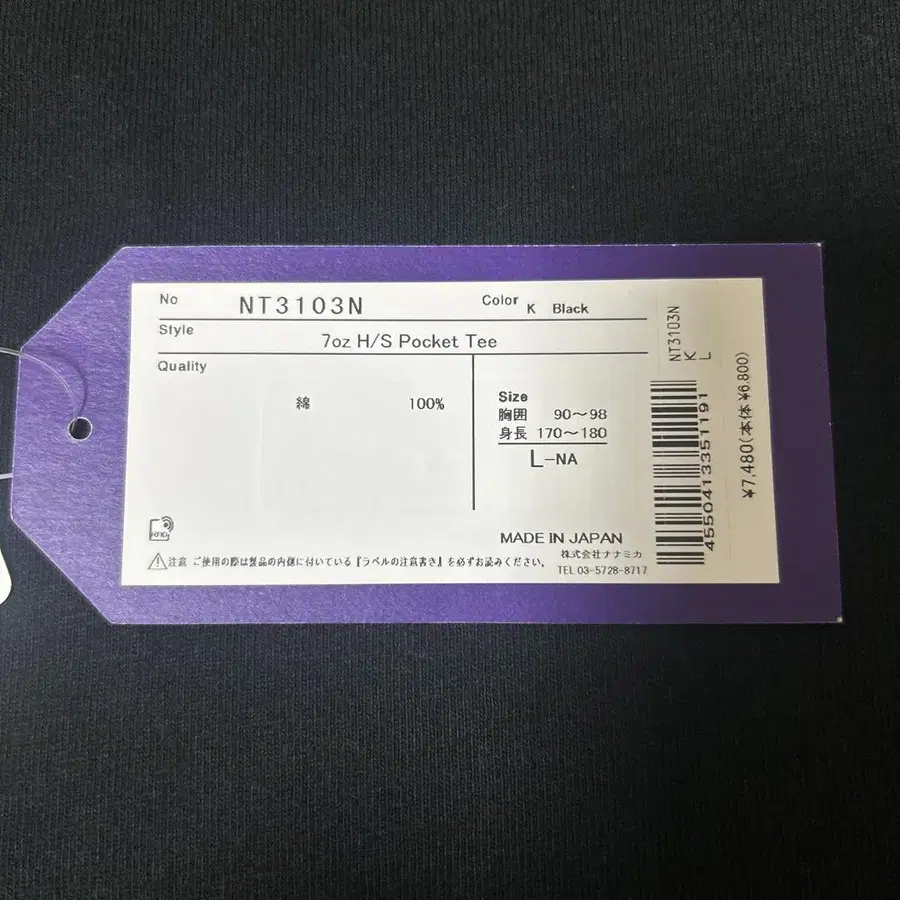 No NT3103N Color K Black
Style 7oz H/S Pocket Tee
Quality
綿 100%
Size
胸囲 90～98
身長 170～180
L-NA
RFID
MADE IN JAPAN
株式会社ナナミカ
TEL 03-5728-8717
⚠注意 ご使用の際は製品の内側に付いている『ラベルの注意書き』を必ずお読みください。
NT3103N
K
L
4550413351191
¥7,480(本体 ¥6,800)